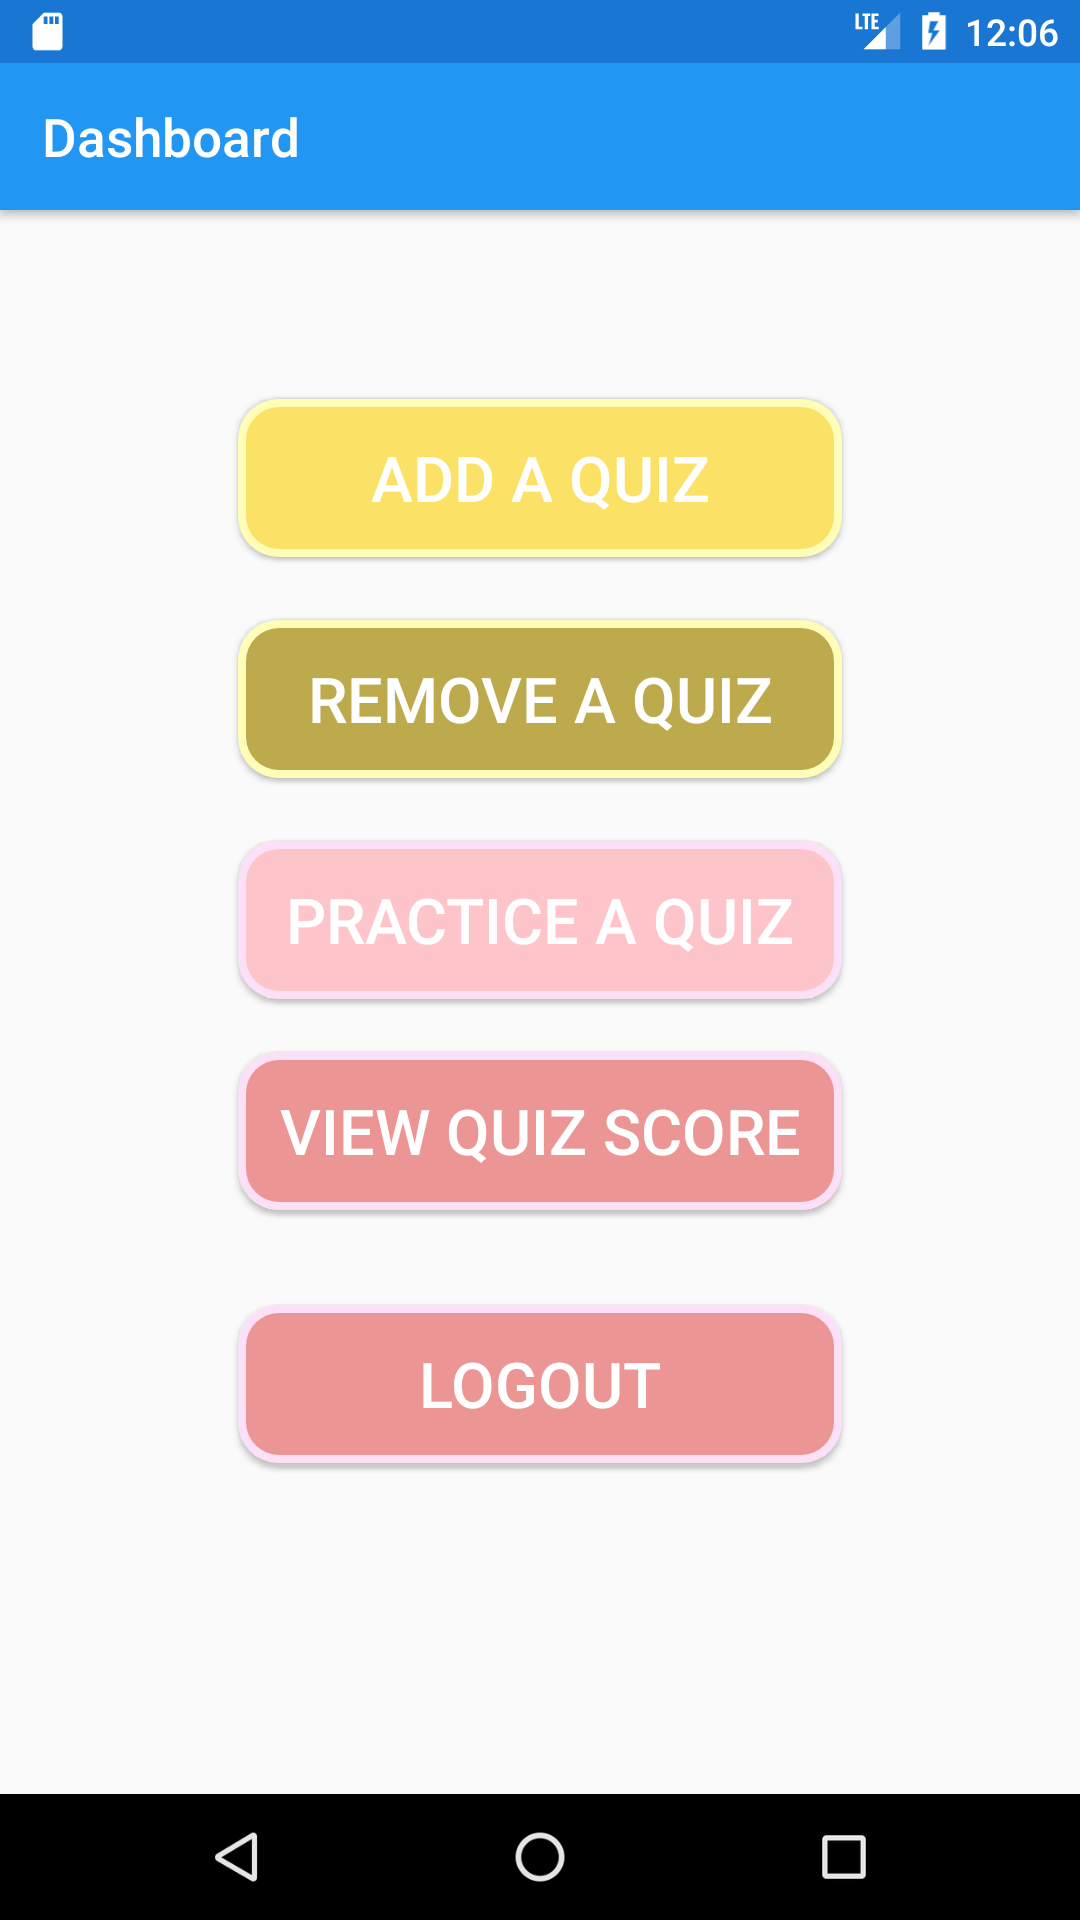 LTE 12:06
Dashboard
ADD A QUIZ
REMOVE A QUIZ
PRACTICE A QUIZ
VIEW QUIZ SCORE
LOGOUT